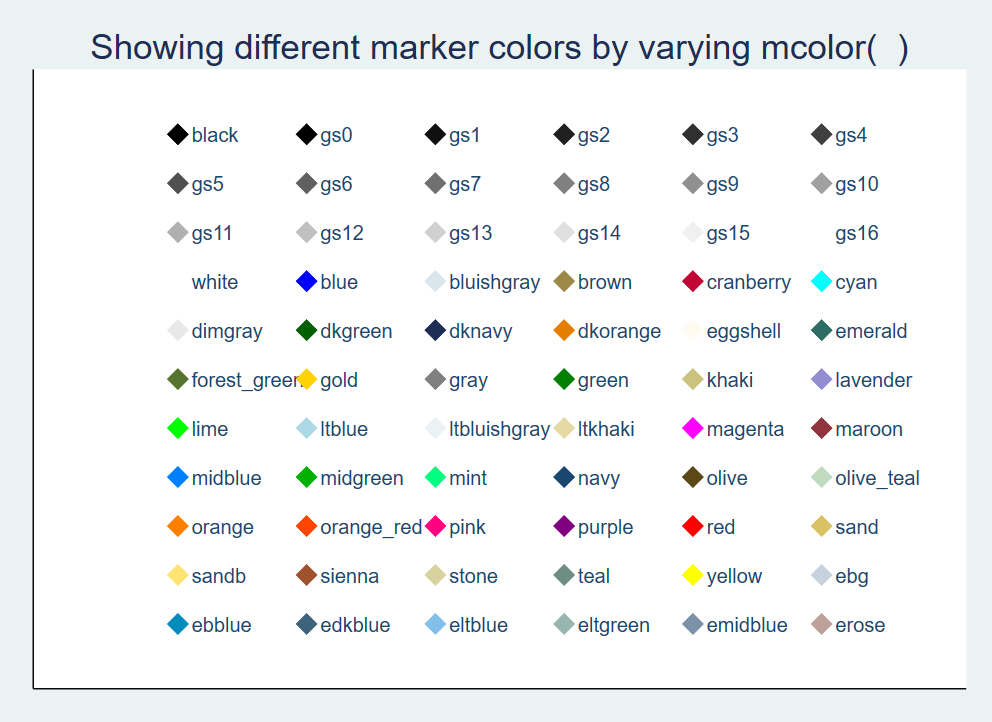 Showing different marker colors by varying mcolor(  )
black gs0 gs1 gs2 gs3 gs4
gs5 gs6 gs7 gs8 gs9 gs10
gs11 gs12 gs13 gs14 gs15 gs16
white blue bluishgray brown cranberry cyan
dimgray dkgreen dknavy dkorange eggshell emerald
forest_green gold gray green khaki lavender
lime ltblue ltbluishgray ltkhaki magenta maroon
midblue midgreen mint navy olive olive_teal
orange orange_red pink purple red sand
sandb sienna stone teal yellow ebg
ebblue edkblue eltblue eltgreen emidblue erose